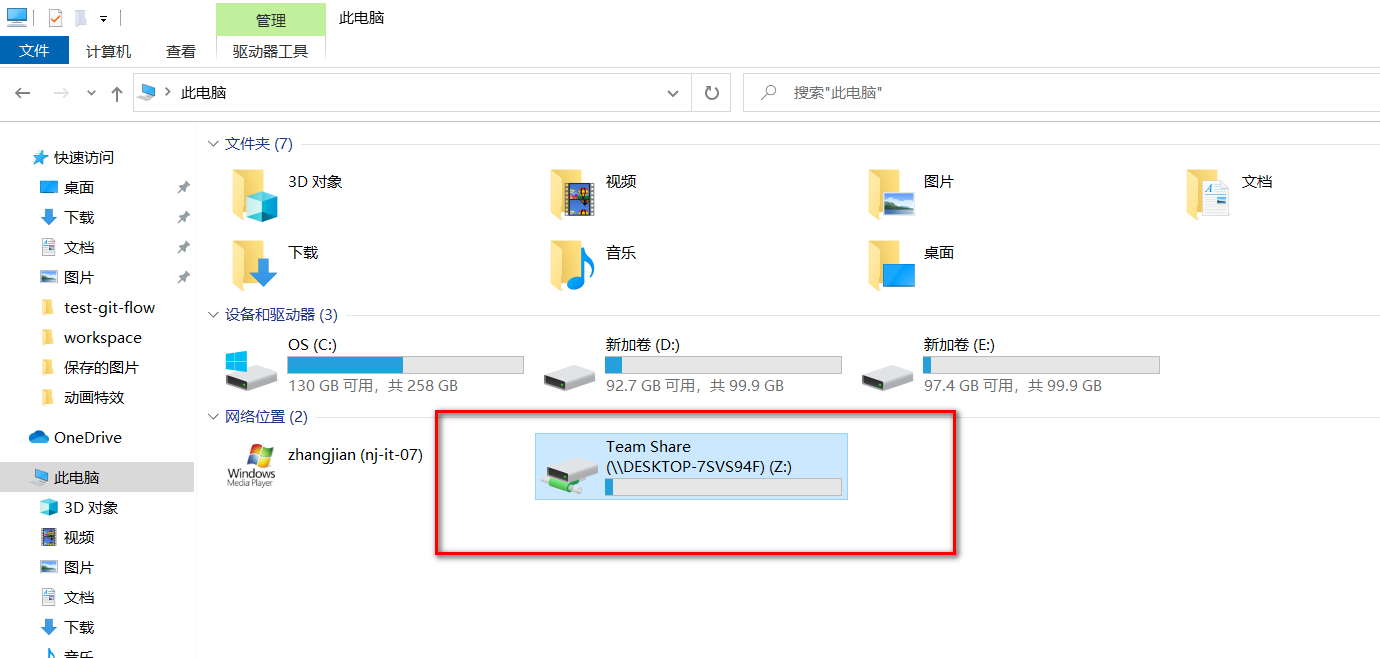 管理
此电脑
文件
计算机
查看
驱动器工具
此电脑
搜索"此电脑"
快速访问
桌面
下载
文档
图片
test-git-flow
workspace
保存的图片
动画特效
OneDrive
此电脑
3D 对象
视频
图片
文档
下载
音乐
文件夹 (7)
3D 对象
视频
图片
文档
下载
音乐
桌面
设备和驱动器 (3)
OS (C:)
130 GB 可用，共 258 GB
新加卷 (D:)
92.7 GB 可用，共 99.9 GB
新加卷 (E:)
97.4 GB 可用，共 99.9 GB
网络位置 (2)
Windows
Media Player
zhangjian (nj-it-07)
Team Share
(\\DESKTOP-7SVS94F) (Z:)